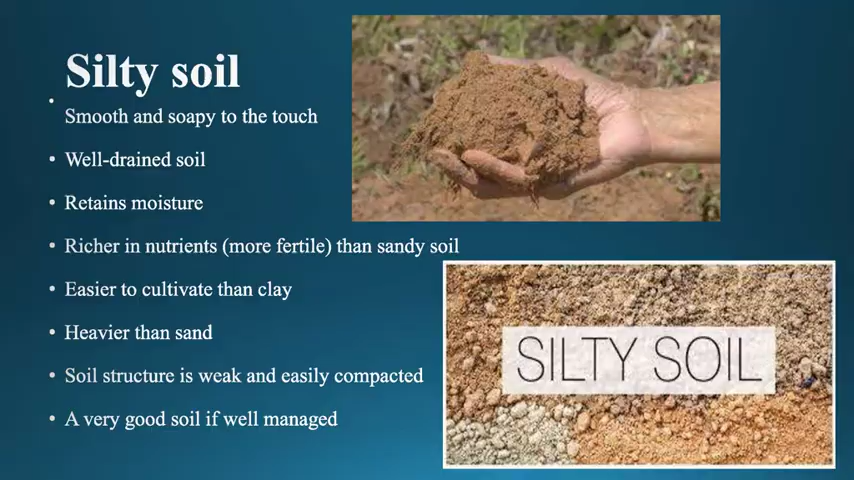 Silty soil
• Smooth and soapy to the touch
• Well-drained soil
• Retains moisture
• Richer in nutrients (more fertile) than sandy soil
• Easier to cultivate than clay
• Heavier than sand
• Soil structure is weak and easily compacted
• A very good soil if well managed
SILTY SOIL